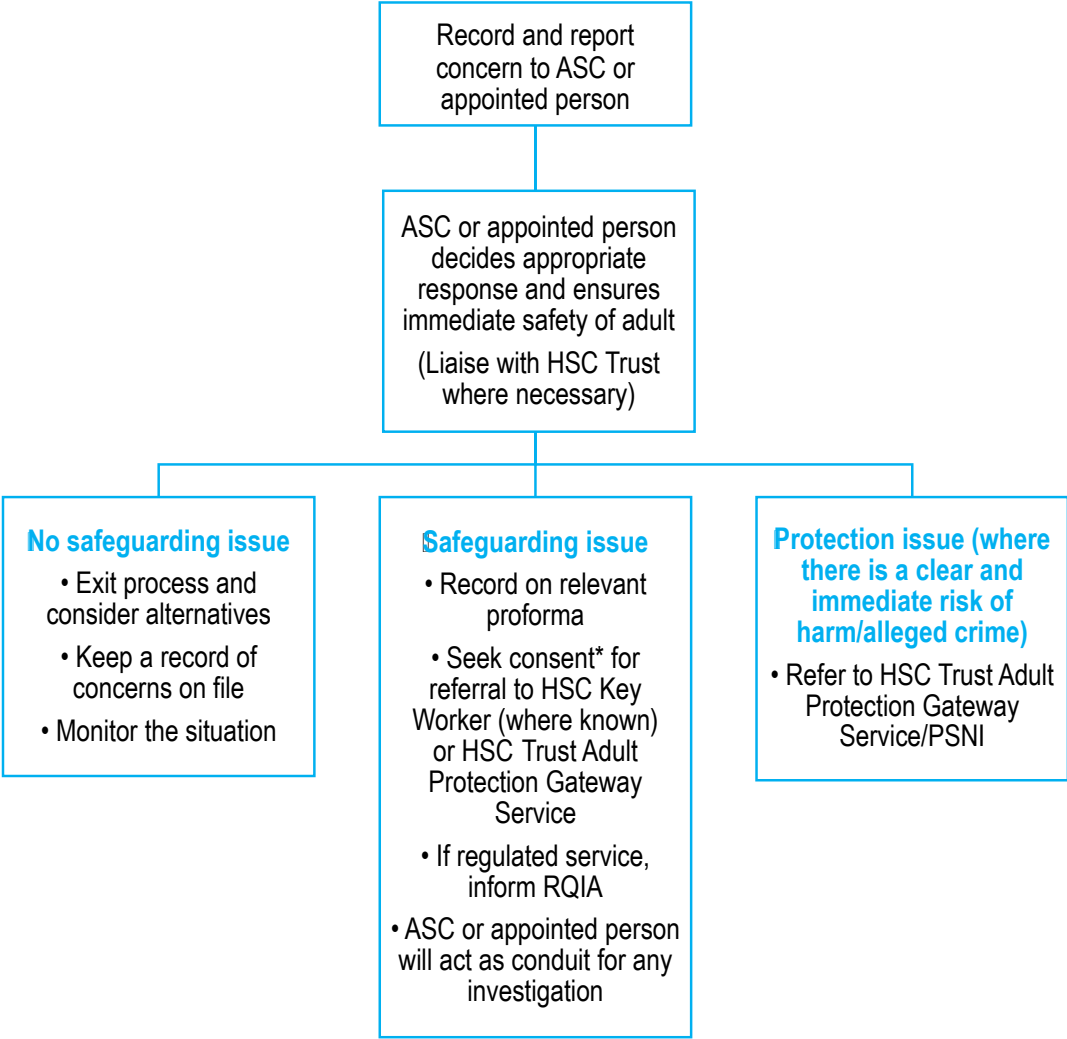 Record and report
concern to ASC or
appointed person
ASC or appointed person
decides appropriate
response and ensures
immediate safety of adult
(Liaise with HSC Trust
where necessary)
No safeguarding issue
• Exit process and
consider alternatives
• Keep a record of
concerns on file
• Monitor the situation
Safeguarding issue
• Record on relevant
proforma
• Seek consent* for
referral to HSC Key
Worker (where known)
or HSC Trust Adult
Protection Gateway
Service
• If regulated service,
inform RQIA
• ASC or appointed person
will act as conduit for any
investigation
Protection issue (where
there is a clear and
immediate risk of
harm/alleged crime)
• Refer to HSC Trust Adult
Protection Gateway
Service/PSNI